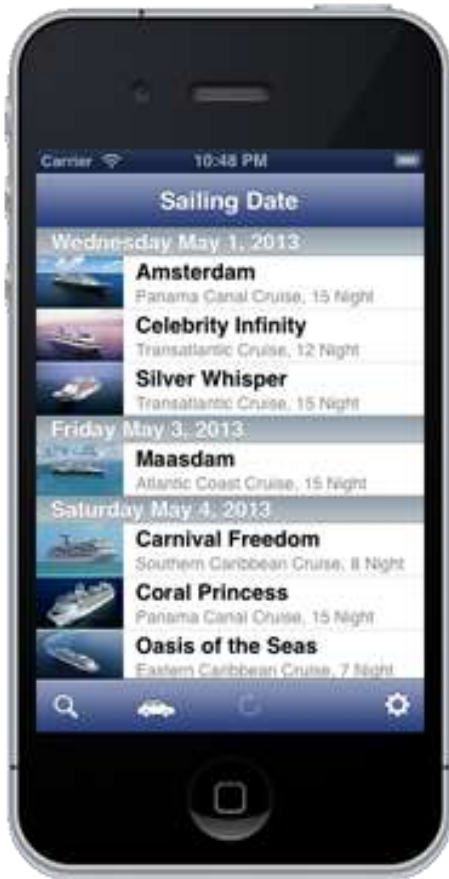 Carrier
10:48 PM
Sailing Date
Wednesday May 1, 2013
Amsterdam
Panama Canal Cruise, 15 Night
Celebrity Infinity
Transatlantic Cruise, 12 Night
Silver Whisper
Transatlantic Cruise, 15 Night
Friday May 3, 2013
Maasdam
Atlantic Coast Cruise, 15 Night
Saturday May 4, 2013
Carnival Freedom
Southern Caribbean Cruise, 8 Night
Coral Princess
Panama Canal Cruise, 15 Night
Oasis of the Seas
Eastern Caribbean Cruise, 7 Night